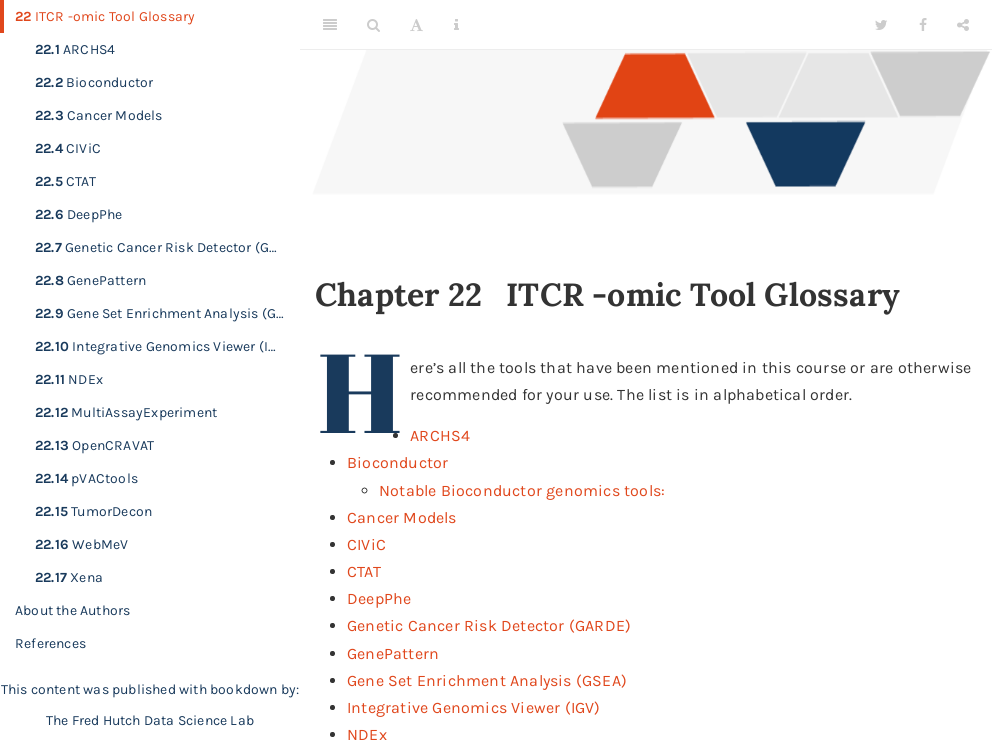 22 ITCR -omic Tool Glossary
22.1 ARCHS4
22.2 Bioconductor
22.3 Cancer Models
22.4 CIViC
22.5 CTAT
22.6 DeepPhe
22.7 Genetic Cancer Risk Detector (G...
22.8 GenePattern
22.9 Gene Set Enrichment Analysis (G...
22.10 Integrative Genomics Viewer (I...
22.11 NDEx
22.12 MultiAssayExperiment
22.13 OpenCRAVAT
22.14 pVACtools
22.15 TumorDecon
22.16 WebMeV
22.17 Xena
About the Authors
References
This content was published with bookdown by:
The Fred Hutch Data Science Lab
Chapter 22 ITCR -omic Tool Glossary
Here’s all the tools that have been mentioned in this course or are otherwise
recommended for your use. The list is in alphabetical order.
ARCHS4
Bioconductor
Notable Bioconductor genomics tools:
Cancer Models
CIViC
CTAT
DeepPhe
Genetic Cancer Risk Detector (GARDE)
GenePattern
Gene Set Enrichment Analysis (GSEA)
Integrative Genomics Viewer (IGV)
NDEx